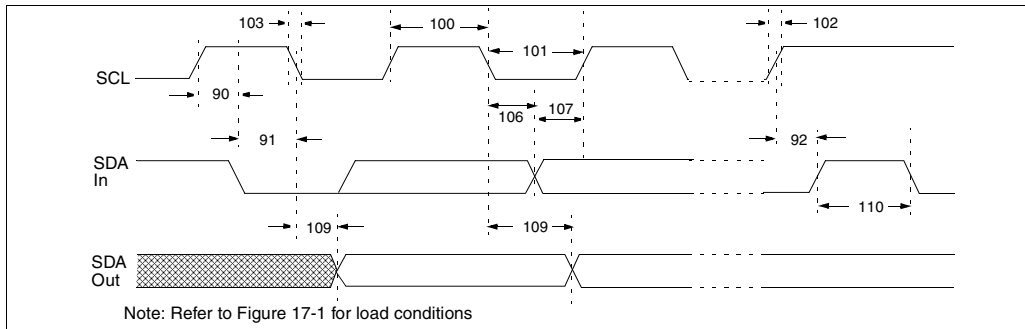 103
100
101
102
SCL
90
106
107
91
92
SDA
In
110
109
109
SDA
Out
Note: Refer to Figure 17-1 for load conditions